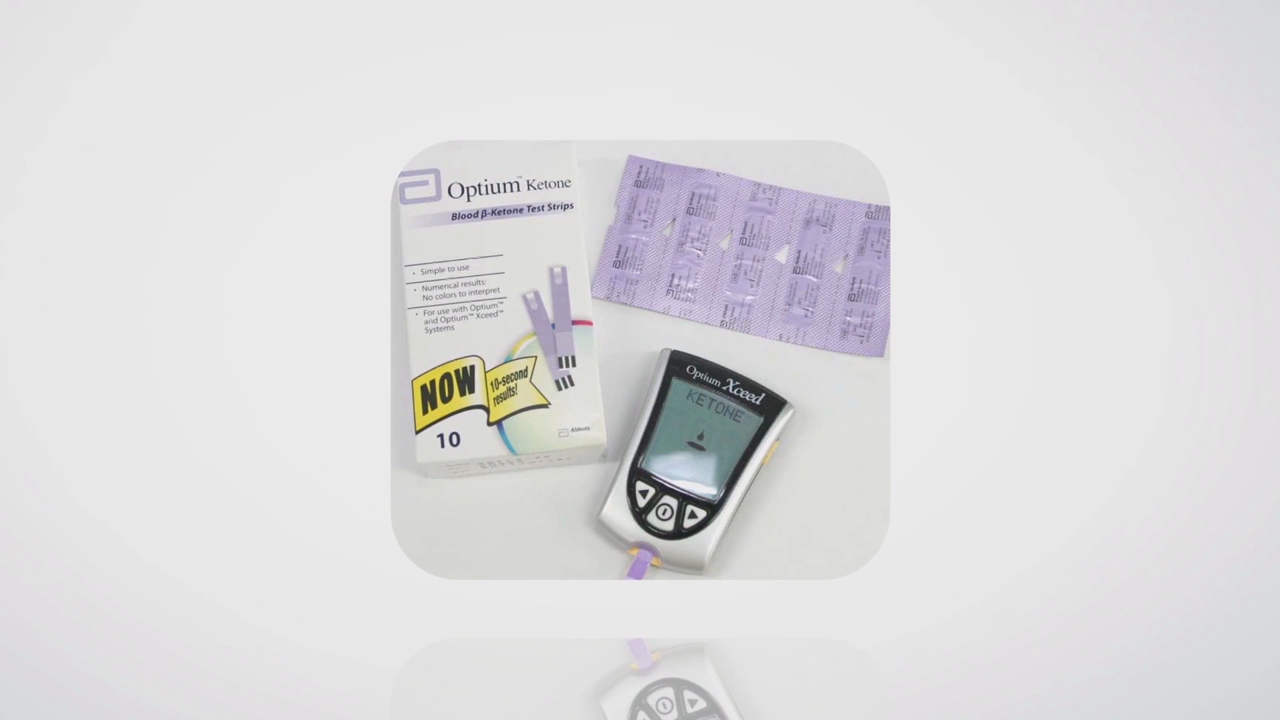 Optium™ Ketone
Blood β-Ketone Test Strips
• Simple to use
• Numerical results:
No colors to interpret
• For use with Optium™
and Optium™ Xceed™
Systems
NOW
10-second
results!
10
Abbott
Optium Xceed
KETONE